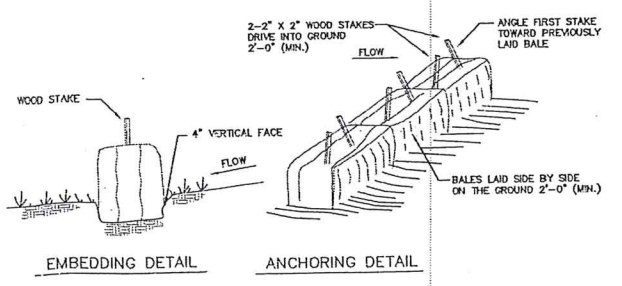 2-2" X 2" WOOD STAKES
DRIVE INTO GROUND
2'-0" (MIN.)
FLOW
ANGLE FIRST STAKE
TOWARD PREVIOUSLY
LAID BALE
WOOD STAKE
4" VERTICAL FACE
FLOW
BALES LAID SIDE BY SIDE
ON THE GROUND 2'-0" (MIN.)
EMBEDDING DETAIL
ANCHORING DETAIL